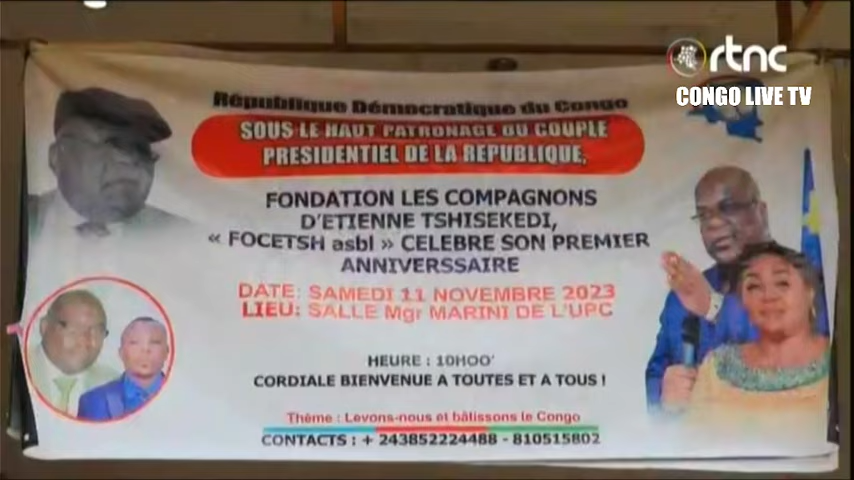 rtnc
CONGO LIVE TV
République Démocratique du Congo
SOUS LE HAUT PATRONAGE DU COUPLE
PRESIDENTIEL DE LA REPUBLIQUE,
FONDATION LES COMPAGNONS
D'ETIENNE TSHISEKEDI,
« FOCETSH asbl » CELEBRE SON PREMIER
ANNIVERSSAIRE
DATE: SAMEDI 11 NOVEMBRE 2023
LIEU: SALLE Mgr MARINI DE L'UPC
HEURE : 10HOO'
CORDIALE BIENVENUE A TOUTES ET A TOUS !
Thème : Levons-nous et bâtissons le Congo
CONTACTS : + 243852224488 - 810515802